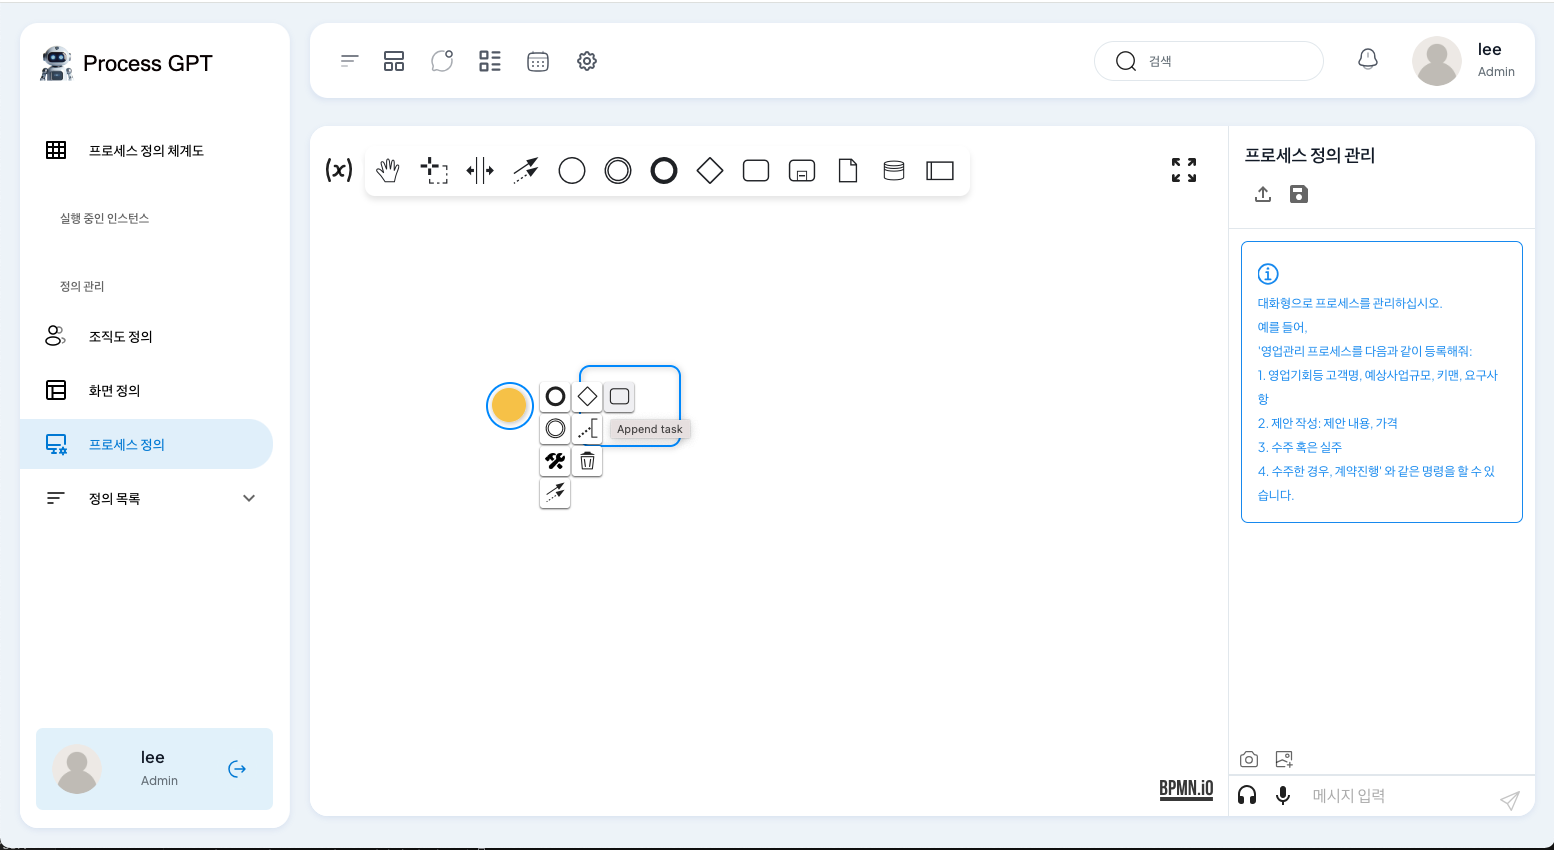 Process GPT
검색
lee
Admin
프로세스 정의 체계도
실행 중인 인스턴스
정의 관리
조직도 정의
화면 정의
프로세스 정의
정의 목록
lee
Admin
(x)
Append task
BPMN.iO
프로세스 정의 관리
대화형으로 프로세스를 관리하십시오.
예를 들어,
'영업관리 프로세스를 다음과 같이 등록해줘:
1. 영업기회등 고객명, 예상사업규모, 키맨, 요구사
항
2. 제안 작성: 제안 내용, 가격
3. 수주 혹은 실주
4. 수주한 경우, 계약진행' 와 같은 명령을 할 수 있
습니다.
메시지 입력